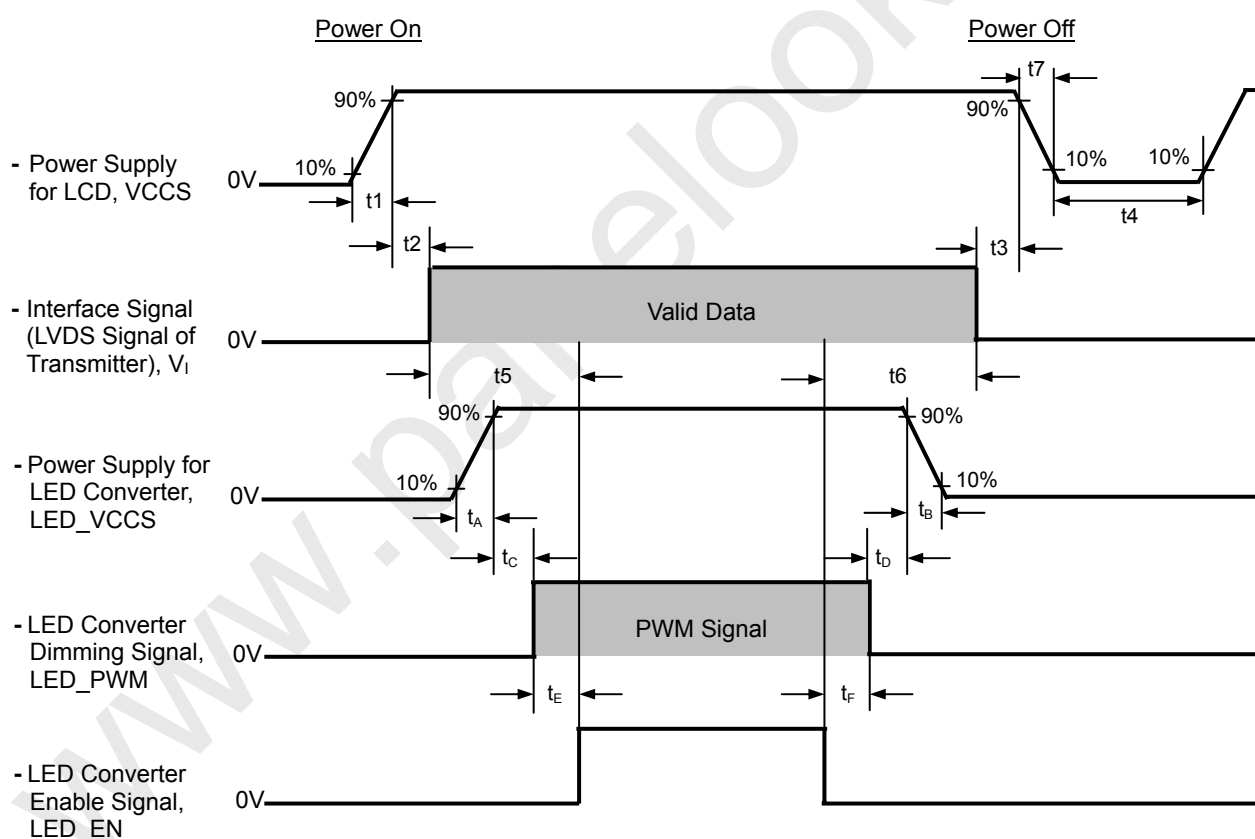 Power On
Power Off
t7
90%
90%
- Power Supply
for LCD, VCCS
0V
10%
10%
10%
t1
t4
t2
t3
- Interface Signal
(LVDS Signal of
Transmitter), VI
0V
Valid Data
t5
t6
90%
90%
- Power Supply for
LED Converter,
LED_VCCS
0V
10%
10%
tA
tB
tC
tD
- LED Converter
Dimming Signal,
LED_PWM
0V
PWM Signal
tE
tF
- LED Converter
Enable Signal,
LED_EN
0V